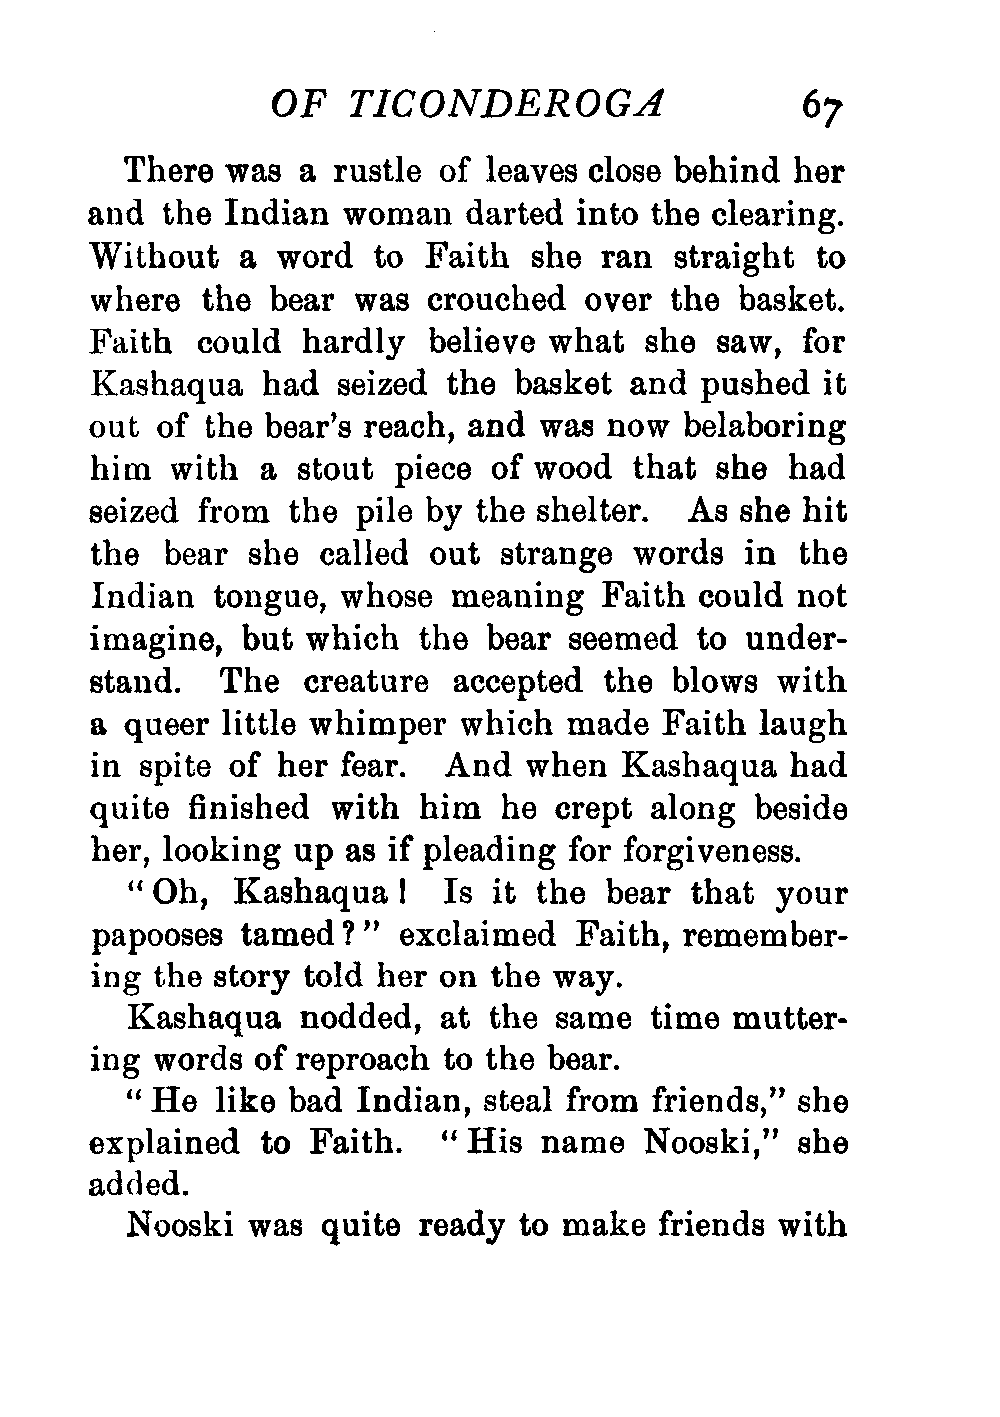 OF TICONDEROGA 67
There was a rustle of leaves close behind her
and the Indian woman darted into the clearing.
Without a word to Faith she ran straight to
where the bear was crouched over the basket.
Faith could hardly believe what she saw, for
Kashaqua had seized the basket and pushed it
out of the bear's reach, and was now belaboring
him with a stout piece of wood that she had
seized from the pile by the shelter. As she hit
the bear she called out strange words in the
Indian tongue, whose meaning Faith could not
imagine, but which the bear seemed to under-
stand. The creature accepted the blows with
a queer little whimper which made Faith laugh
in spite of her fear. And when Kashaqua had
quite finished with him he crept along beside
her, looking up as if pleading for forgiveness.
"Oh, Kashaqua! Is it the bear that your
papooses tamed?" exclaimed Faith, remember-
ing the story told her on the way.
Kashaqua nodded, at the same time mutter-
ing words of reproach to the bear.
"He like bad Indian, steal from friends," she
explained to Faith. "His name Nooski," she
added.
Nooski was quite ready to make friends with